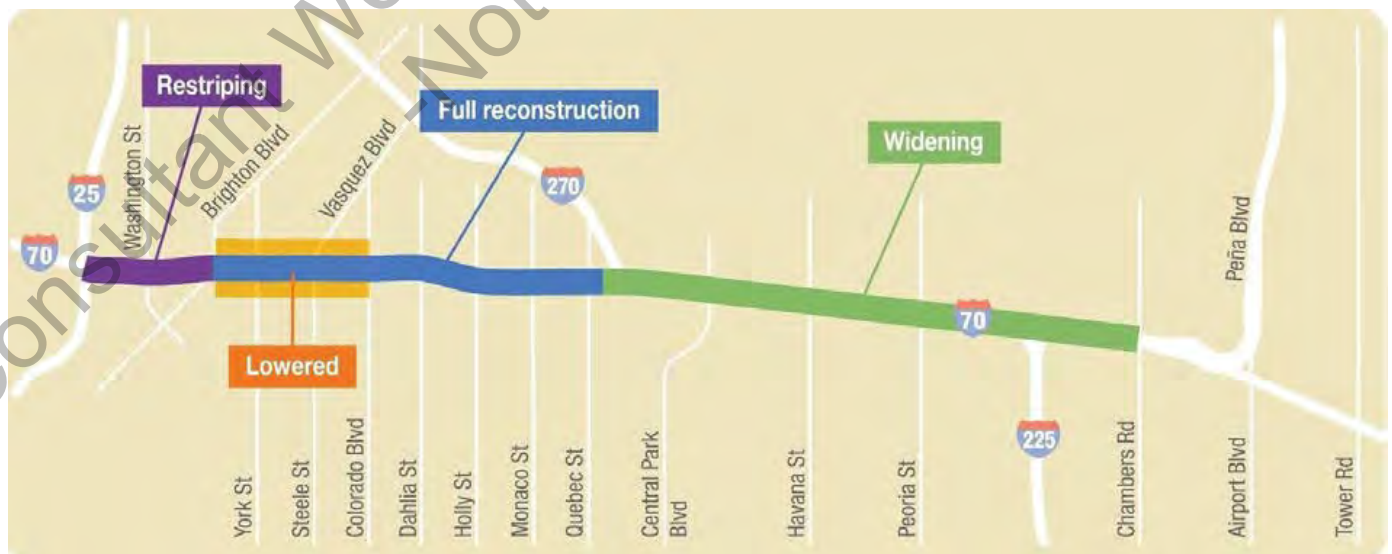 Consultant
Not
Restriping
Full reconstruction
Widening
Lowered
25
70
270
70
225
Washington St
Brighton Blvd
Vasquez Blvd
Peña Blvd
York St
Steele St
Colorado Blvd
Dahlia St
Holly St
Monaco St
Quebec St
Central Park
Blvd
Havana St
Peoria St
Chambers Rd
Airport Blvd
Tower Rd